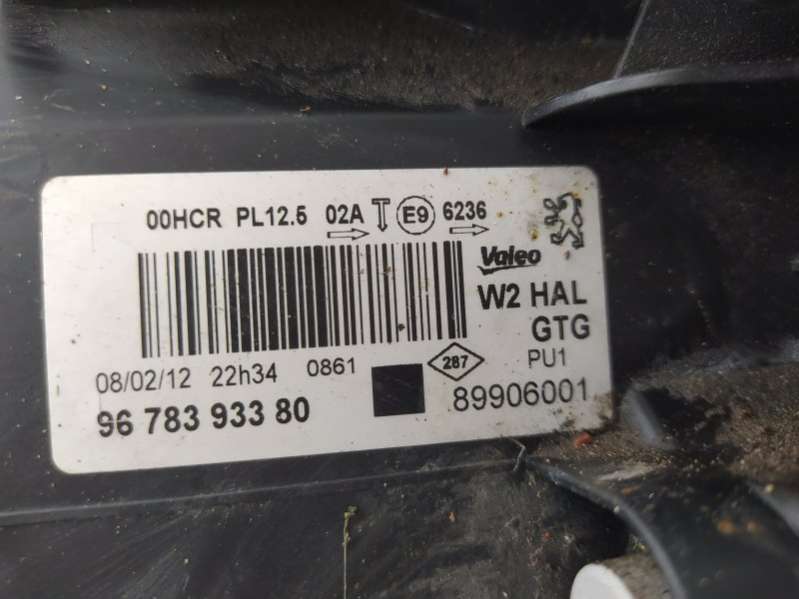 00HCR PL12.5 02A E9 6236
Valeo
W2 HAL
GTG
PU1
08/02/12 22h34 0861 287
96 783 933 80 89906001